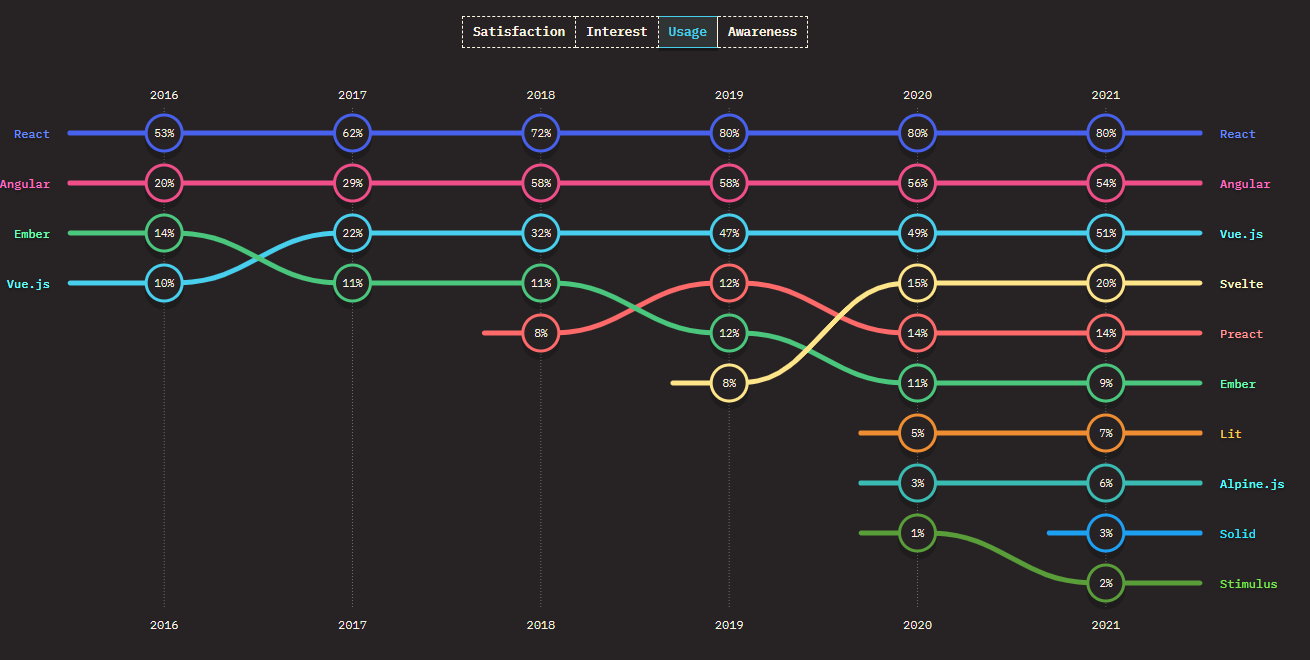 Satisfaction Interest Usage Awareness
2016 2017 2018 2019 2020 2021
React 53% 62% 72% 80% 80% 80% React
Angular 20% 29% 58% 58% 56% 54% Angular
Ember 14% 22% 32% 47% 49% 51% Vue.js
Vue.js 10% 11% 11% 12% 15% 20% Svelte
8% 12% 14% 14% Preact
8% 11% 9% Ember
5% 7% Lit
3% 6% Alpine.js
1% 3% Solid
2% Stimulus
2016 2017 2018 2019 2020 2021